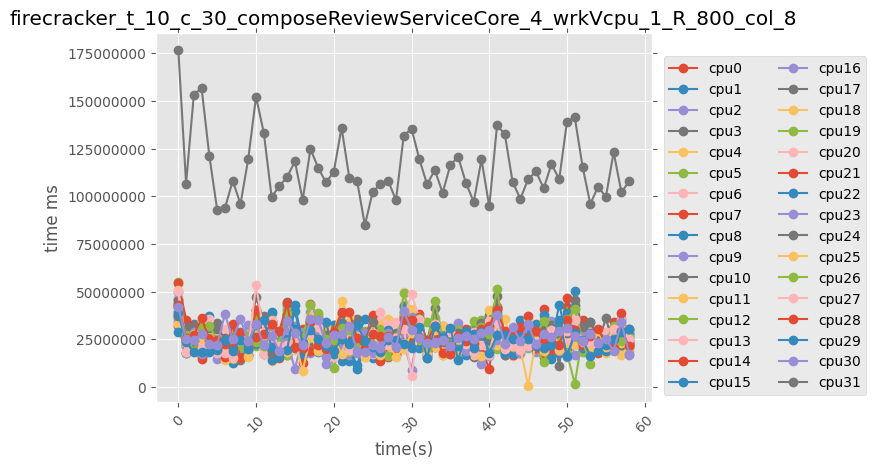 firecracker_t_10_c_30_composeReviewServiceCore_4_wrkVcpu_1_R_800_col_8
time ms
175000000
150000000
125000000
100000000
75000000
50000000
25000000
0
0
10
20
30
40
50
60
time(s)
cpu0
cpu1
cpu2
cpu3
cpu4
cpu5
cpu6
cpu7
cpu8
cpu9
cpu10
cpu11
cpu12
cpu13
cpu14
cpu15
cpu16
cpu17
cpu18
cpu19
cpu20
cpu21
cpu22
cpu23
cpu24
cpu25
cpu26
cpu27
cpu28
cpu29
cpu30
cpu31